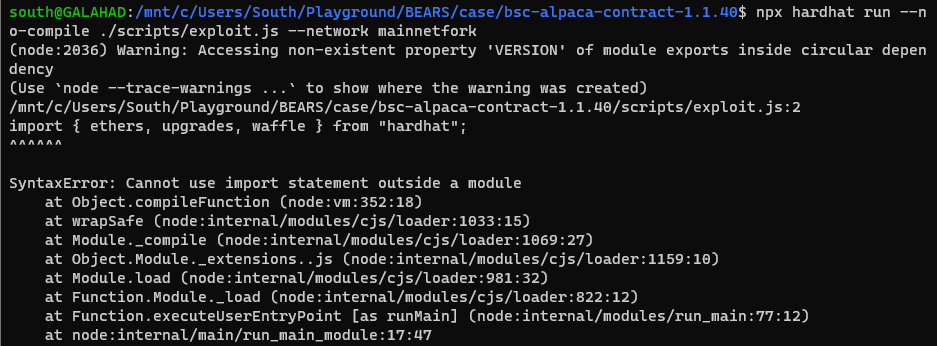 south@GALAHAD:/mnt/c/Users/South/Playground/BEARS/case/bsc-alpaca-contract-1.1.40$ npx hardhat run --n
o-compile ./scripts/exploit.js --network mainnetfork
(node:2036) Warning: Accessing non-existent property 'VERSION' of module exports inside circular depen
dency
(Use `node --trace-warnings ...` to show where the warning was created)
/mnt/c/Users/South/Playground/BEARS/case/bsc-alpaca-contract-1.1.40/scripts/exploit.js:2
import { ethers, upgrades, waffle } from "hardhat";
^^^^^^

SyntaxError: Cannot use import statement outside a module
    at Object.compileFunction (node:vm:352:18)
    at wrapSafe (node:internal/modules/cjs/loader:1033:15)
    at Module._compile (node:internal/modules/cjs/loader:1069:27)
    at Object.Module._extensions..js (node:internal/modules/cjs/loader:1159:10)
    at Module.load (node:internal/modules/cjs/loader:981:32)
    at Function.Module._load (node:internal/modules/cjs/loader:822:12)
    at Function.executeUserEntryPoint [as runMain] (node:internal/modules/run_main:77:12)
    at node:internal/main/run_main_module:17:47